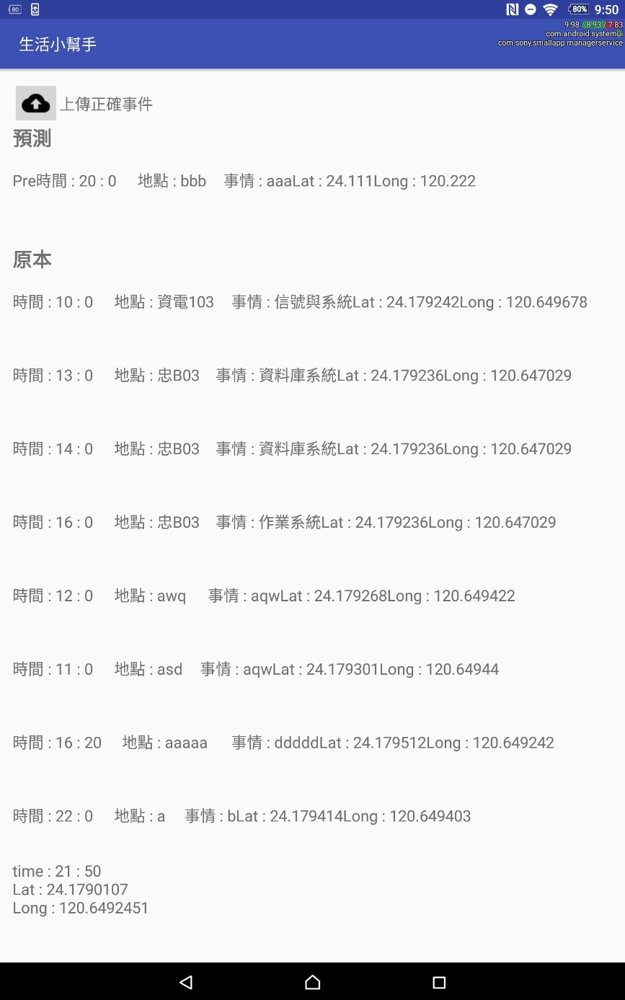 80
80% 9:50
9.98 / 8.93 / 7.83
com.android.systemui
com.sony.smallapp.managerservice
生活小幫手
上傳正確事件
預測
Pre時間 : 20 : 0 地點 : bbb 事情 : aaaLat : 24.111Long : 120.222
原本
時間 : 10 : 0 地點 : 資電103 事情 : 信號與系統Lat : 24.179242Long : 120.649678
時間 : 13 : 0 地點 : 忠B03 事情 : 資料庫系統Lat : 24.179236Long : 120.647029
時間 : 14 : 0 地點 : 忠B03 事情 : 資料庫系統Lat : 24.179236Long : 120.647029
時間 : 16 : 0 地點 : 忠B03 事情 : 作業系統Lat : 24.179236Long : 120.647029
時間 : 12 : 0 地點 : awq 事情 : aqwLat : 24.179268Long : 120.649422
時間 : 11 : 0 地點 : asd 事情 : aqwLat : 24.179301Long : 120.64944
時間 : 16 : 20 地點 : aaaaa 事情 : dddddLat : 24.179512Long : 120.649242
時間 : 22 : 0 地點 : a 事情 : bLat : 24.179414Long : 120.649403
time : 21 : 50
Lat : 24.1790107
Long : 120.6492451